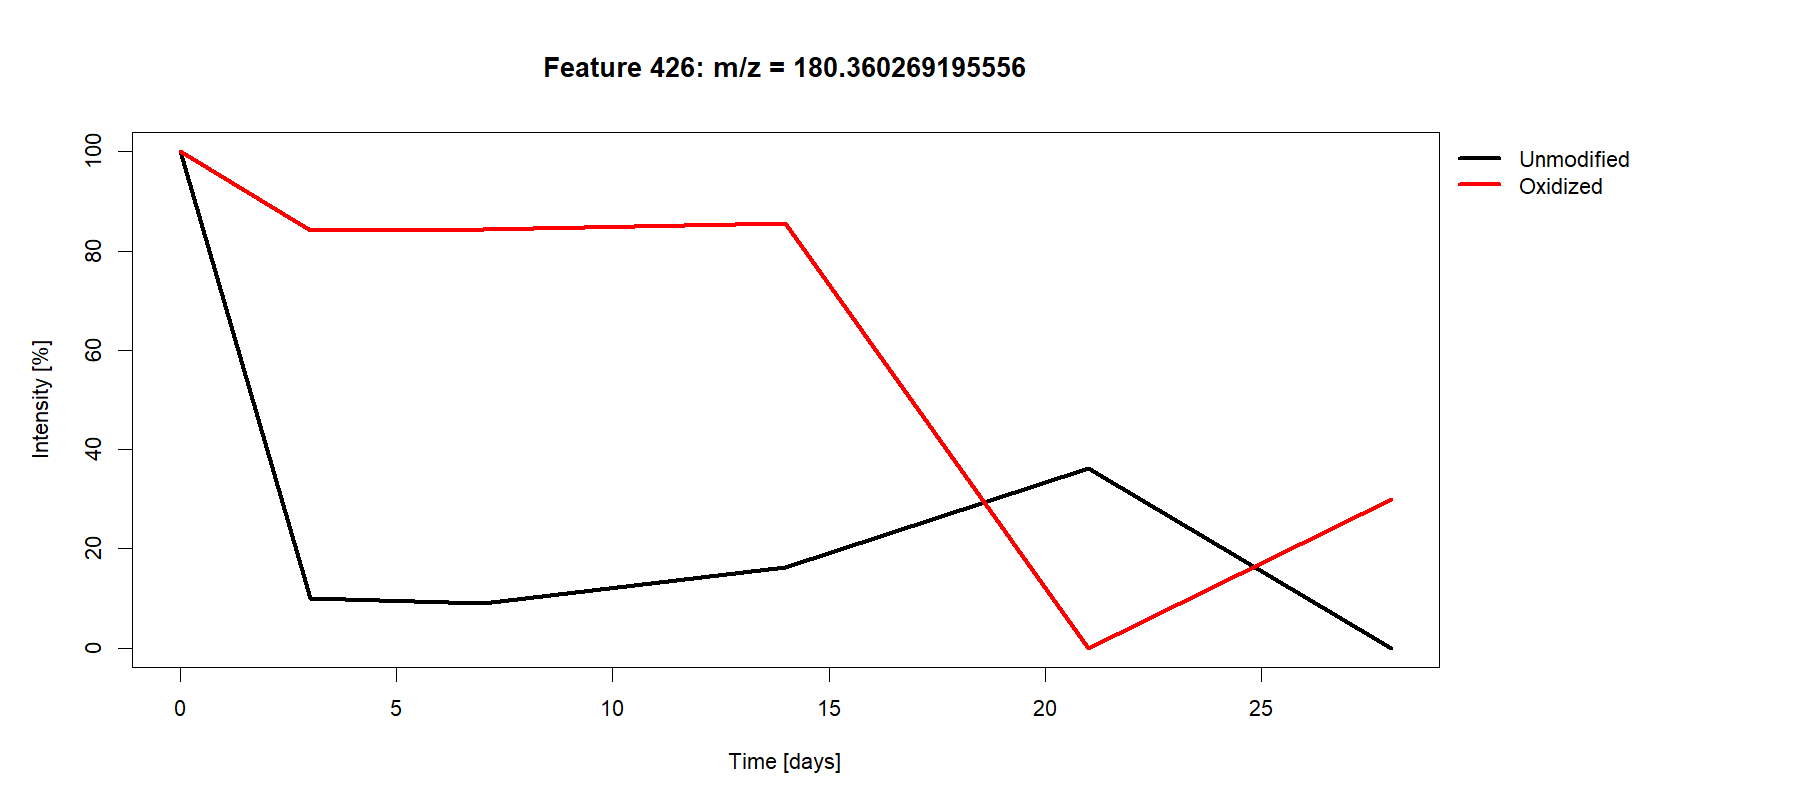 Feature 426: m/z = 180.360269195556
Unmodified
Oxidized
Intensity [%]
100
80
60
40
20
0
0 5 10 15 20 25
Time [days]